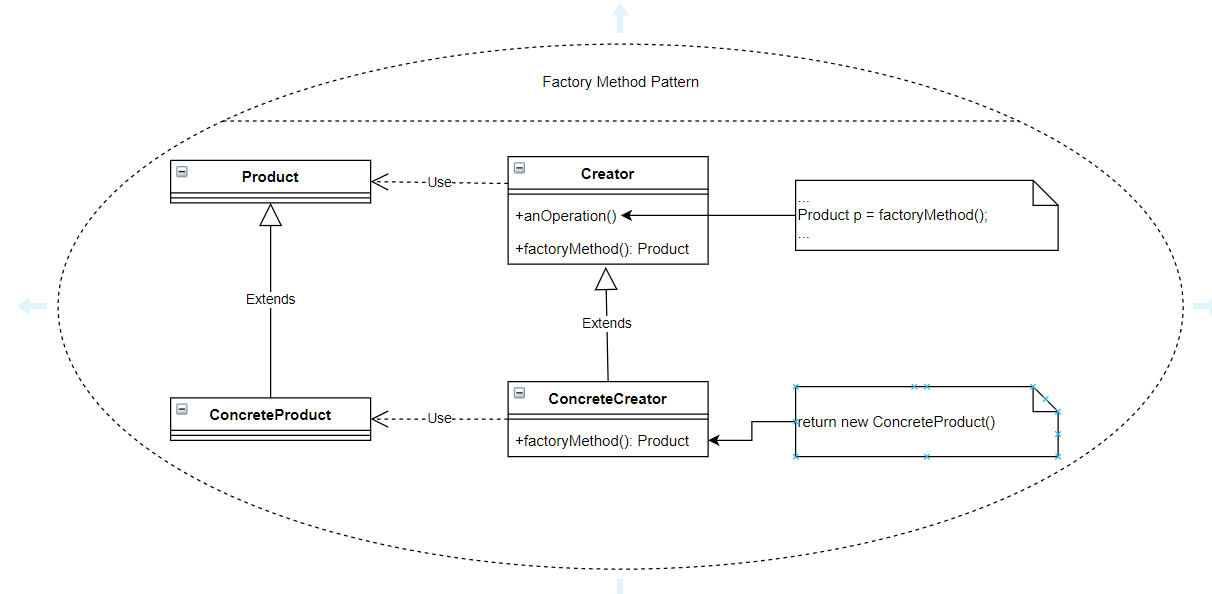 Factory Method Pattern
Product
Use
Creator
+anOperation()
+factoryMethod(): Product
...
Product p = factoryMethod();
...
Extends
Extends
ConcreteProduct
Use
ConcreteCreator
+factoryMethod(): Product
return new ConcreteProduct()